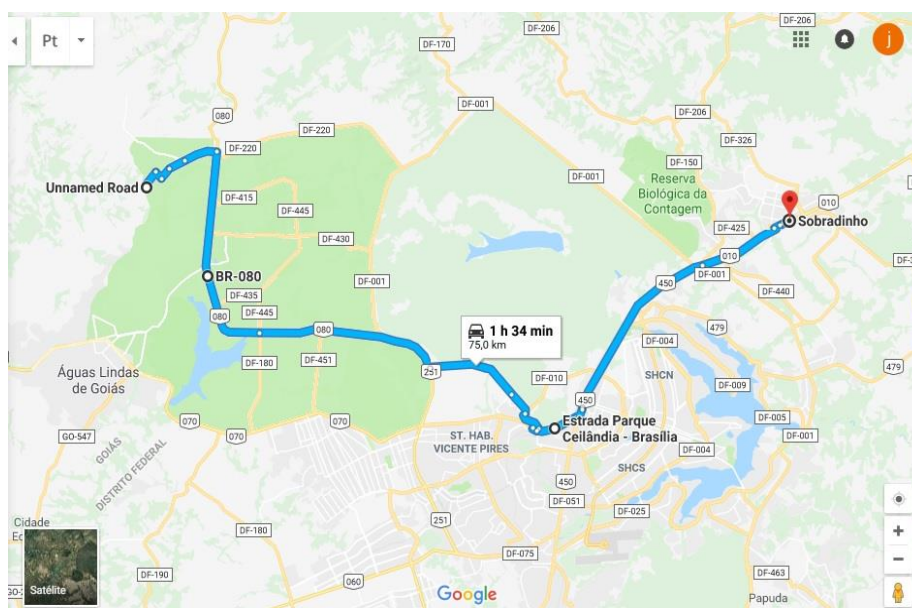 DF-206
DF-206
Pt
DF-170
j
DF-001
080
DF-206
DF-220
DF-326
DF-220
DF-150
DF-001
Reserva
Biológica da
Contagem
Unnamed Road
DF-415
010
DF-445
Sobradinho
DF-425
DF-430
010
DF-001
BR-080
DF-001
450
DF-440
DF-435
DF-445
080
080
1 h 34 min
75,0 km
479
DF-004
DF-180
DF-451
251
Águas Lindas
de Goiás
DF-010
SHCN
479
DF-009
450
070
070
070
Estrada Parque
Ceilândia - Brasília
DF-005
GO-547
GOIÁS
DISTRITO FEDERAL
ST. HAB.
VICENTE PIRES
DF-001
DF-004
SHCS
450
DF-051
DF-025
251
Cidade
DF-180
DF-075
DF-190
060
DF-463
Satélite
Google
Papuda